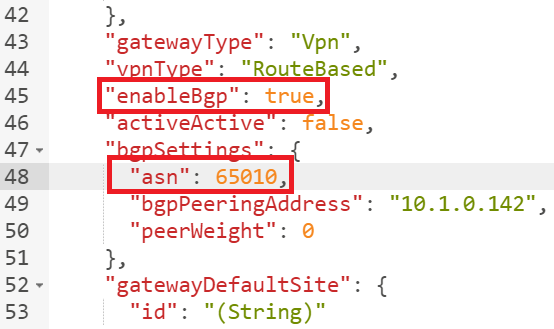 42 },
43 "gatewayType": "Vpn",
44 "vpnType": "RouteBased",
45 "enableBgp": true,
46 "activeActive": false,
47 "bgpSettings": {
48 "asn": 65010,
49 "bgpPeeringAddress": "10.1.0.142",
50 "peerWeight": 0
51 },
52 "gatewayDefaultSite": {
53 "id": "(String)"